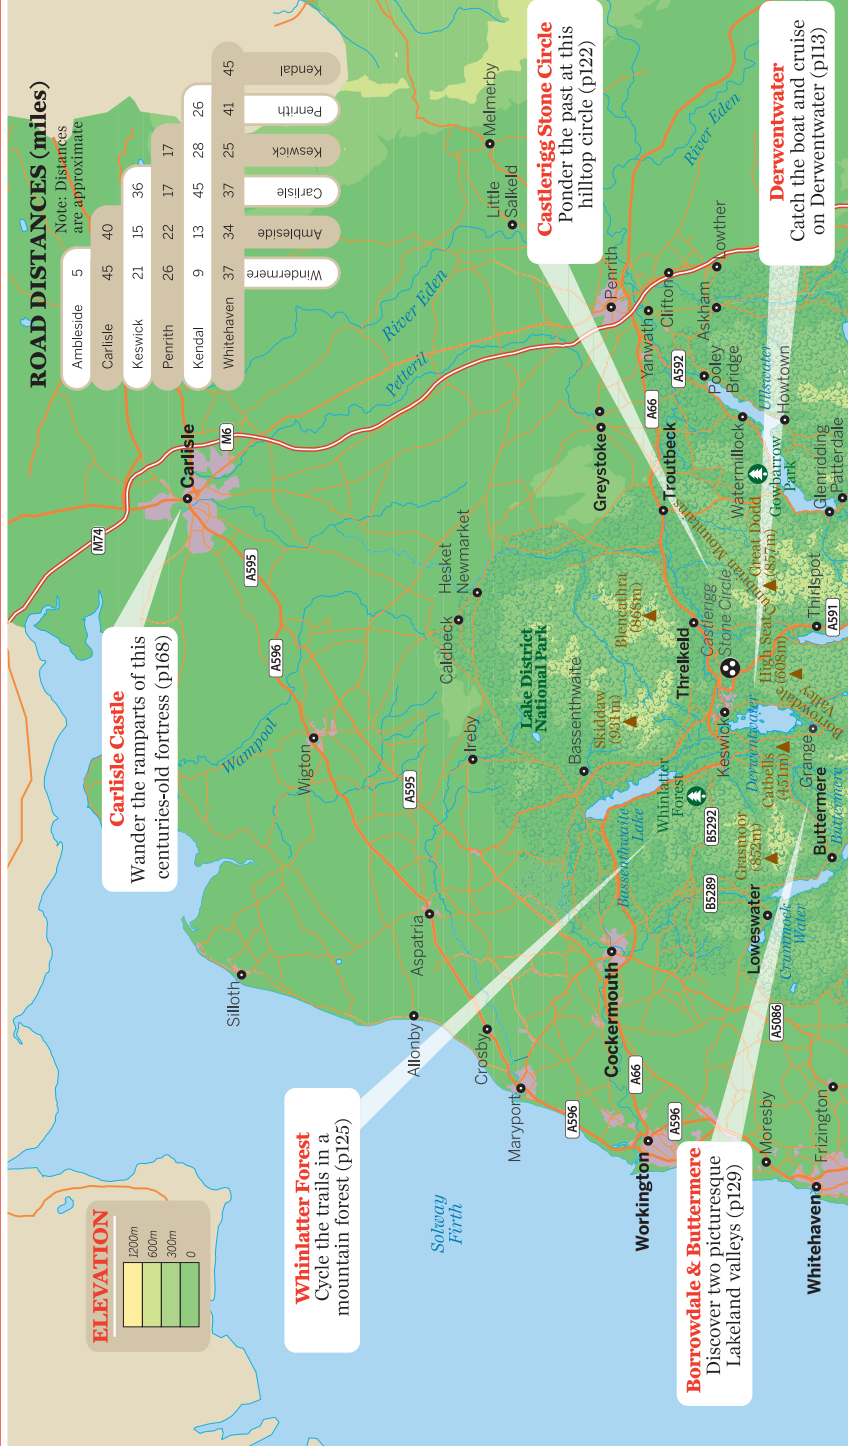 ELEVATION
1200m
600m
300m
0
ROAD DISTANCES (miles)
Note: Distances
are approximate
Ambleside 5
Carlisle 45 40
Keswick 21 15 36
Penrith 26 22 17 17
Kendal 9 13 45 28 26
Whitehaven 37 34 37 25 41 45
Windermere Ambleside Carlisle Keswick Penrith Kendal
Carlisle Castle
Wander the ramparts of this
centuries-old fortress (p168)
Whinlatter Forest
Cycle the trails in a
mountain forest (p125)
Borrowdale & Buttermere
Discover two picturesque
Lakeland valleys (p129)
Castlerigg Stone Circle
Ponder the past at this
hilltop circle (p122)
Derwentwater
Catch the boat and cruise
on Derwentwater (p113)
M74
M6
Carlisle
A595
A596
Wampool
Wigton
Silloth
A595
Petteril
River Eden
Aspatria
Allonby
Solway
Firth
Crosby
Maryport
Ireby
Caldbeck
Hesket
Newmarket
Melmerby
Little
Salkeld
Lake District
National Park
Bassenthwaite
A596
Cockermouth
A66
Workington
A596
Bassenthwaite
Lake
Skiddaw
(931m)
Blencathra
(868m)
Greystoke
Penrith
Yanwath
Clifton
A66
A592
Troutbeck
Threlkeld
Whinlatter
Forest
B5292
B5289
Keswick
Castlerigg
Stone Circle
Cumbrian Mountains
River Eden
Lowther
Askham
Pooley
Bridge
Watermillock
Ullswater
Howtown
Gowbarrow
Park
Great Dodd
(857m)
High Seat
(608m)
Derwentwater
Catbells
(451m)
Grasmoor
(852m)
Loweswater
Crummock
Water
A5086
Moresby
Frizington
Whitehaven
Buttermere
Buttermere
Grange
Borrowdale
Valley
Thirlspot
A591
Glenridding
Patterdale